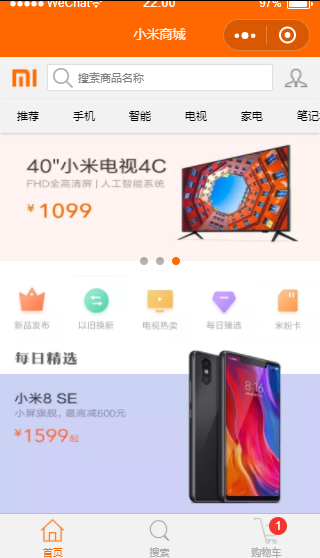 WeChat 22:00 97%
小米商城
搜索商品名称
推荐 手机 智能 电视 家电 笔记
40"小米电视4C
FHD全高清屏 | 人工智能系统
¥1099
新品发布 以旧换新 电视热卖 每日臻选 米粉卡
每日精选
小米8 SE
小屏旗舰，最高减600元
¥1599起
1
首页 搜索 购物车